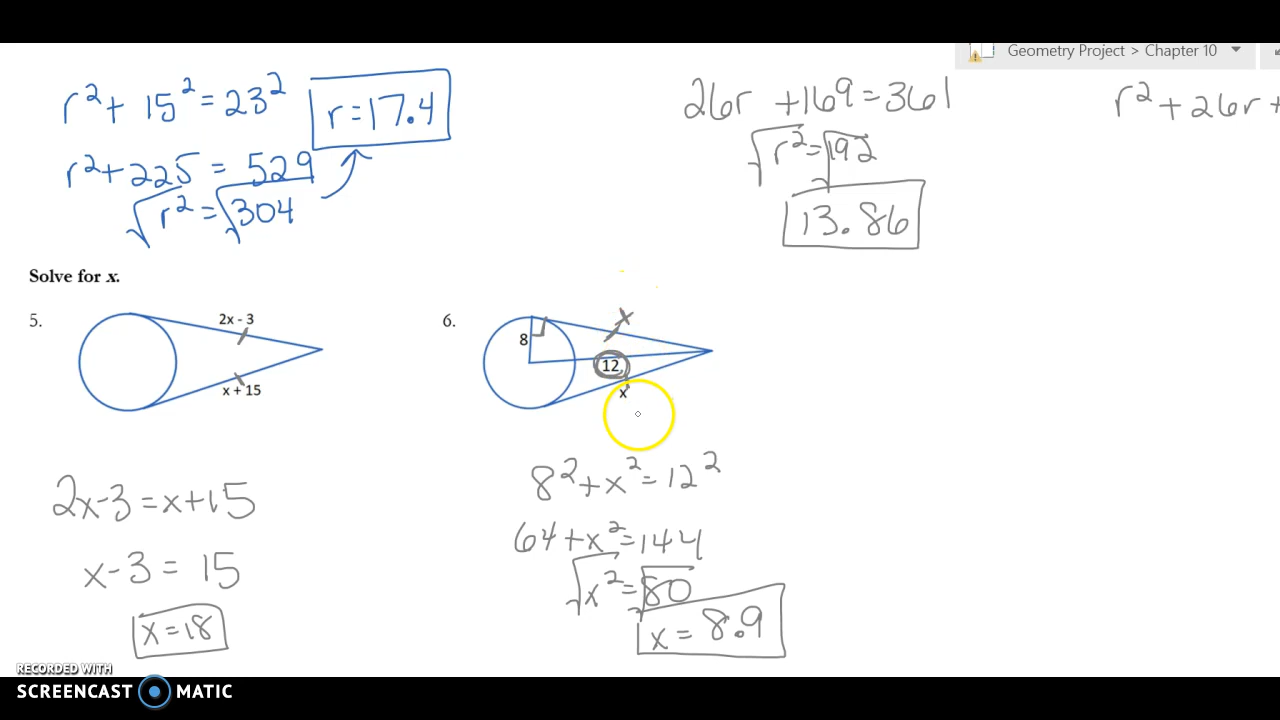 Geometry Project > Chapter 10
r² + 15² = 23²
r = 17.4
r² + 225 = 529
√r² = √304
26r + 169 = 361
√r² = √192
13.86
r² + 26r +
Solve for x.
5.
2x - 3
x + 15
2x-3 = x+15
x-3 = 15
x = 18
6.
8
x
12
x
8² + x² = 12²
64 + x² = 144
√x² = √80
x = 8.9
RECORDED WITH
SCREENCAST MATIC